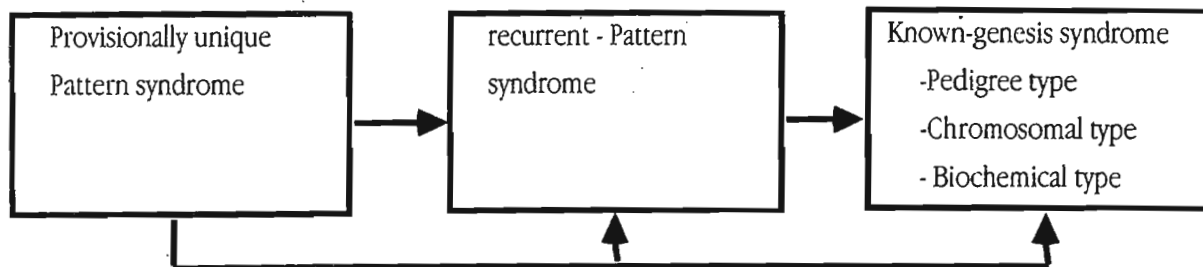 Provisionally unique
Pattern syndrome
recurrent - Pattern
syndrome
Known-genesis syndrome
-Pedigree type
-Chromosomal type
- Biochemical type